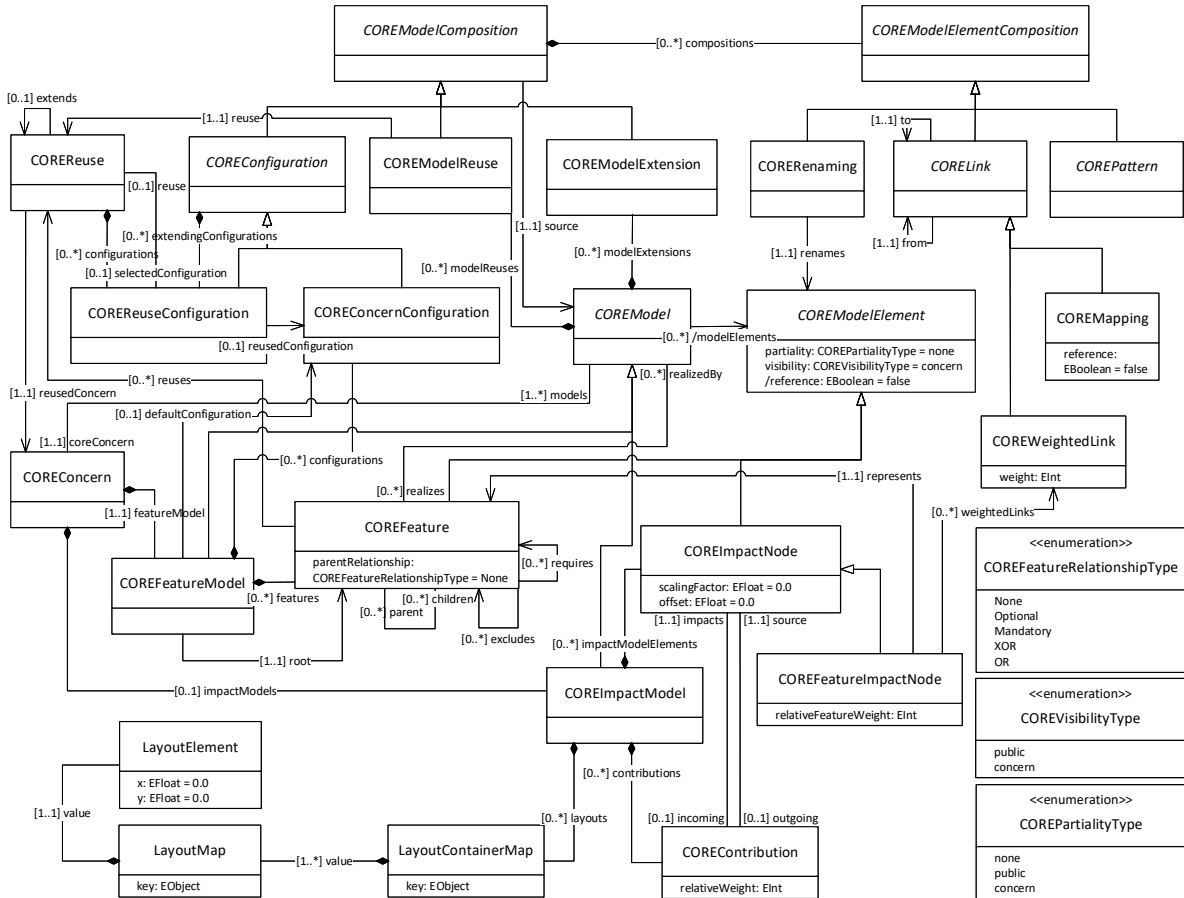 COREModelComposition
[0..*] compositions
COREModelElementComposition
[0..1] extends
[1..1] reuse
[1..1] to
COREReuse
COREConfiguration
COREModelReuse
COREModelExtension
CORERenaming
CORELink
COREPattern
[0..1] reuse
[1..1] source
[0..*] extendingConfigurations
[1..1] from
[0..*] configurations
[0..*] modelExtensions
[1..1] renames
[0..1] selectedConfiguration
[0..*] modelReuses
COREReuseConfiguration
COREConcernConfiguration
COREModel
COREModelElement
COREMapping
[0..*] /modelElements
[0..1] reusedConfiguration
partiality: COREPartialityType = none
visibility: COREVisibilityType = concern
/reference: EBoolean = false
reference:
EBoolean = false
[0..*] realizedBy
[0..*] reuses
[1..1] reusedConcern
[1..*] models
[0..1] defaultConfiguration
[1..1] coreConcern
COREWeightedLink
COREConcern
[0..*] configurations
[1..1] represents
weight: EInt
[0..*] realizes
[1..1] featureModel
[0..*] weightedLinks
COREFeature
<<enumeration>>
COREFeatureRelationshipType
None
Optional
Mandatory
XOR
OR
COREImpactNode
parentRelationship:
COREFeatureRelationshipType = None
[0..*] requires
COREFeatureModel
scalingFactor: EFloat = 0.0
offset: EFloat = 0.0
[0..*] features
[0..*] children
[0..*] parent
[1..1] impacts
[1..1] source
[0..*] excludes
[0..*] impactModelElements
[1..1] root
COREFeatureImpactNode
relativeFeatureWeight: EInt
[0..1] impactModels
COREImpactModel
<<enumeration>>
COREVisibilityType
public
concern
LayoutElement
x: EFloat = 0.0
y: EFloat = 0.0
[0..*] contributions
<<enumeration>>
COREPartialityType
none
public
concern
[1..1] value
[0..*] layouts
[0..1] incoming
[0..1] outgoing
LayoutMap
key: EObject
[1..*] value
LayoutContainerMap
key: EObject
COREContribution
relativeWeight: EInt